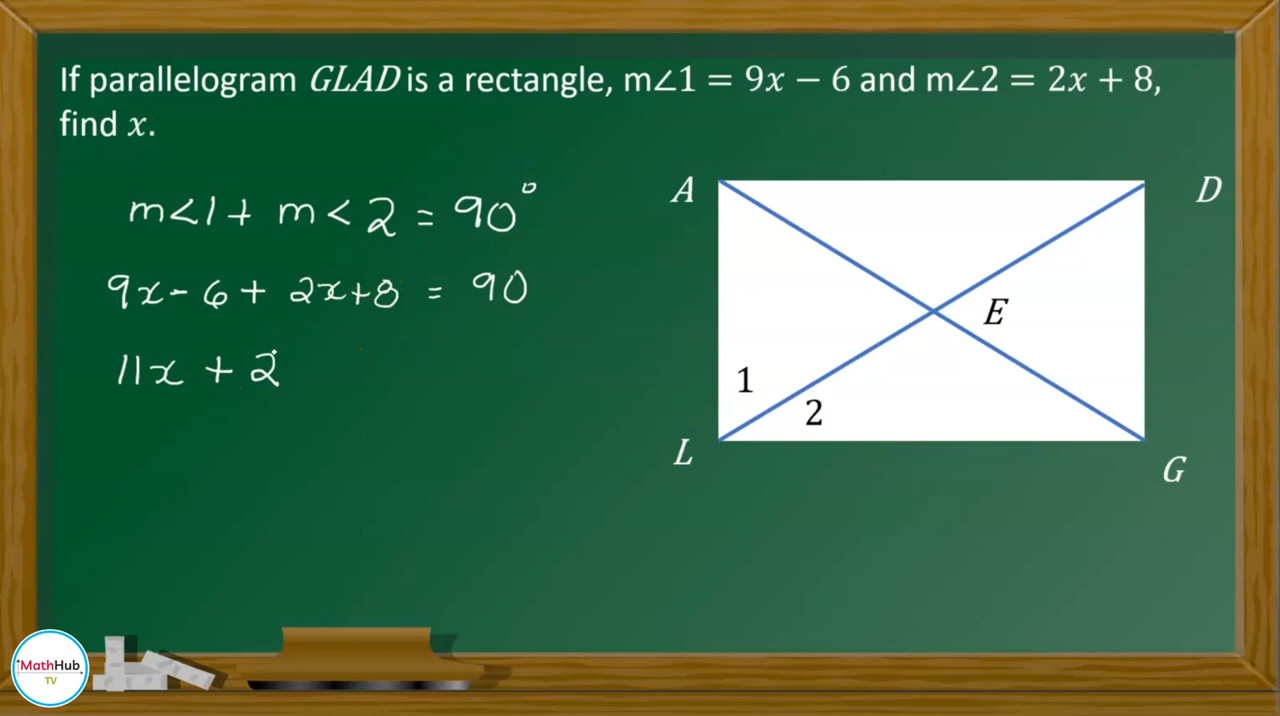 If parallelogram GLAD is a rectangle, m∠1 = 9x − 6 and m∠2 = 2x + 8,
find x.
m<1 + m<2 = 90°
9x - 6 + 2x + 8 = 90
11x + 2
A
D
E
1
2
L
G
MathHub
TV